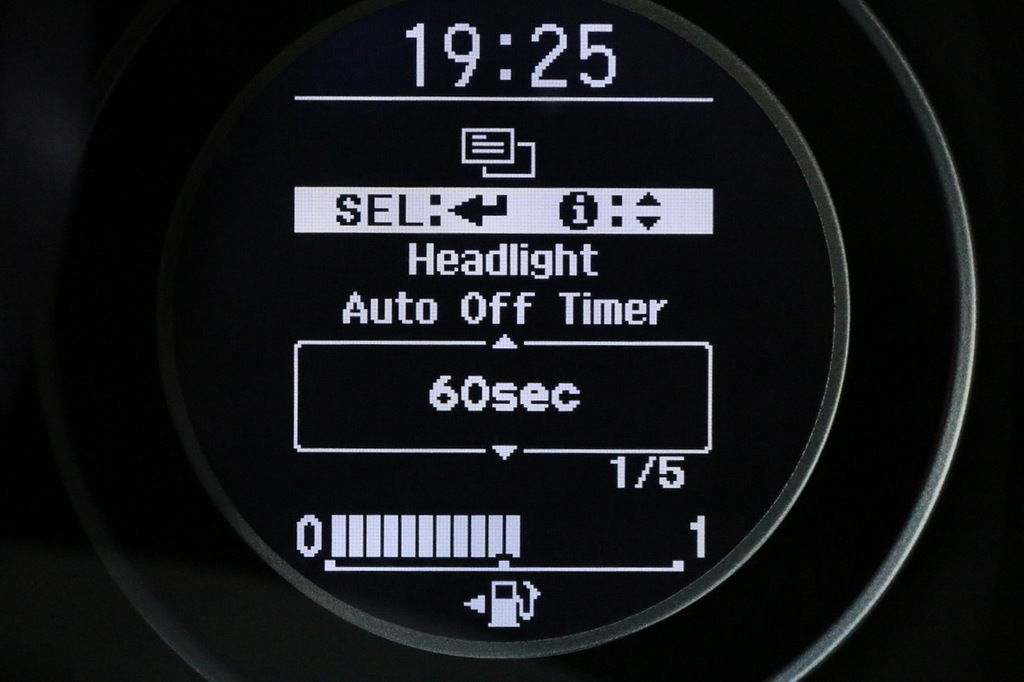 19:25
SEL: i:
Headlight
Auto Off Timer
60sec
1/5
0 1